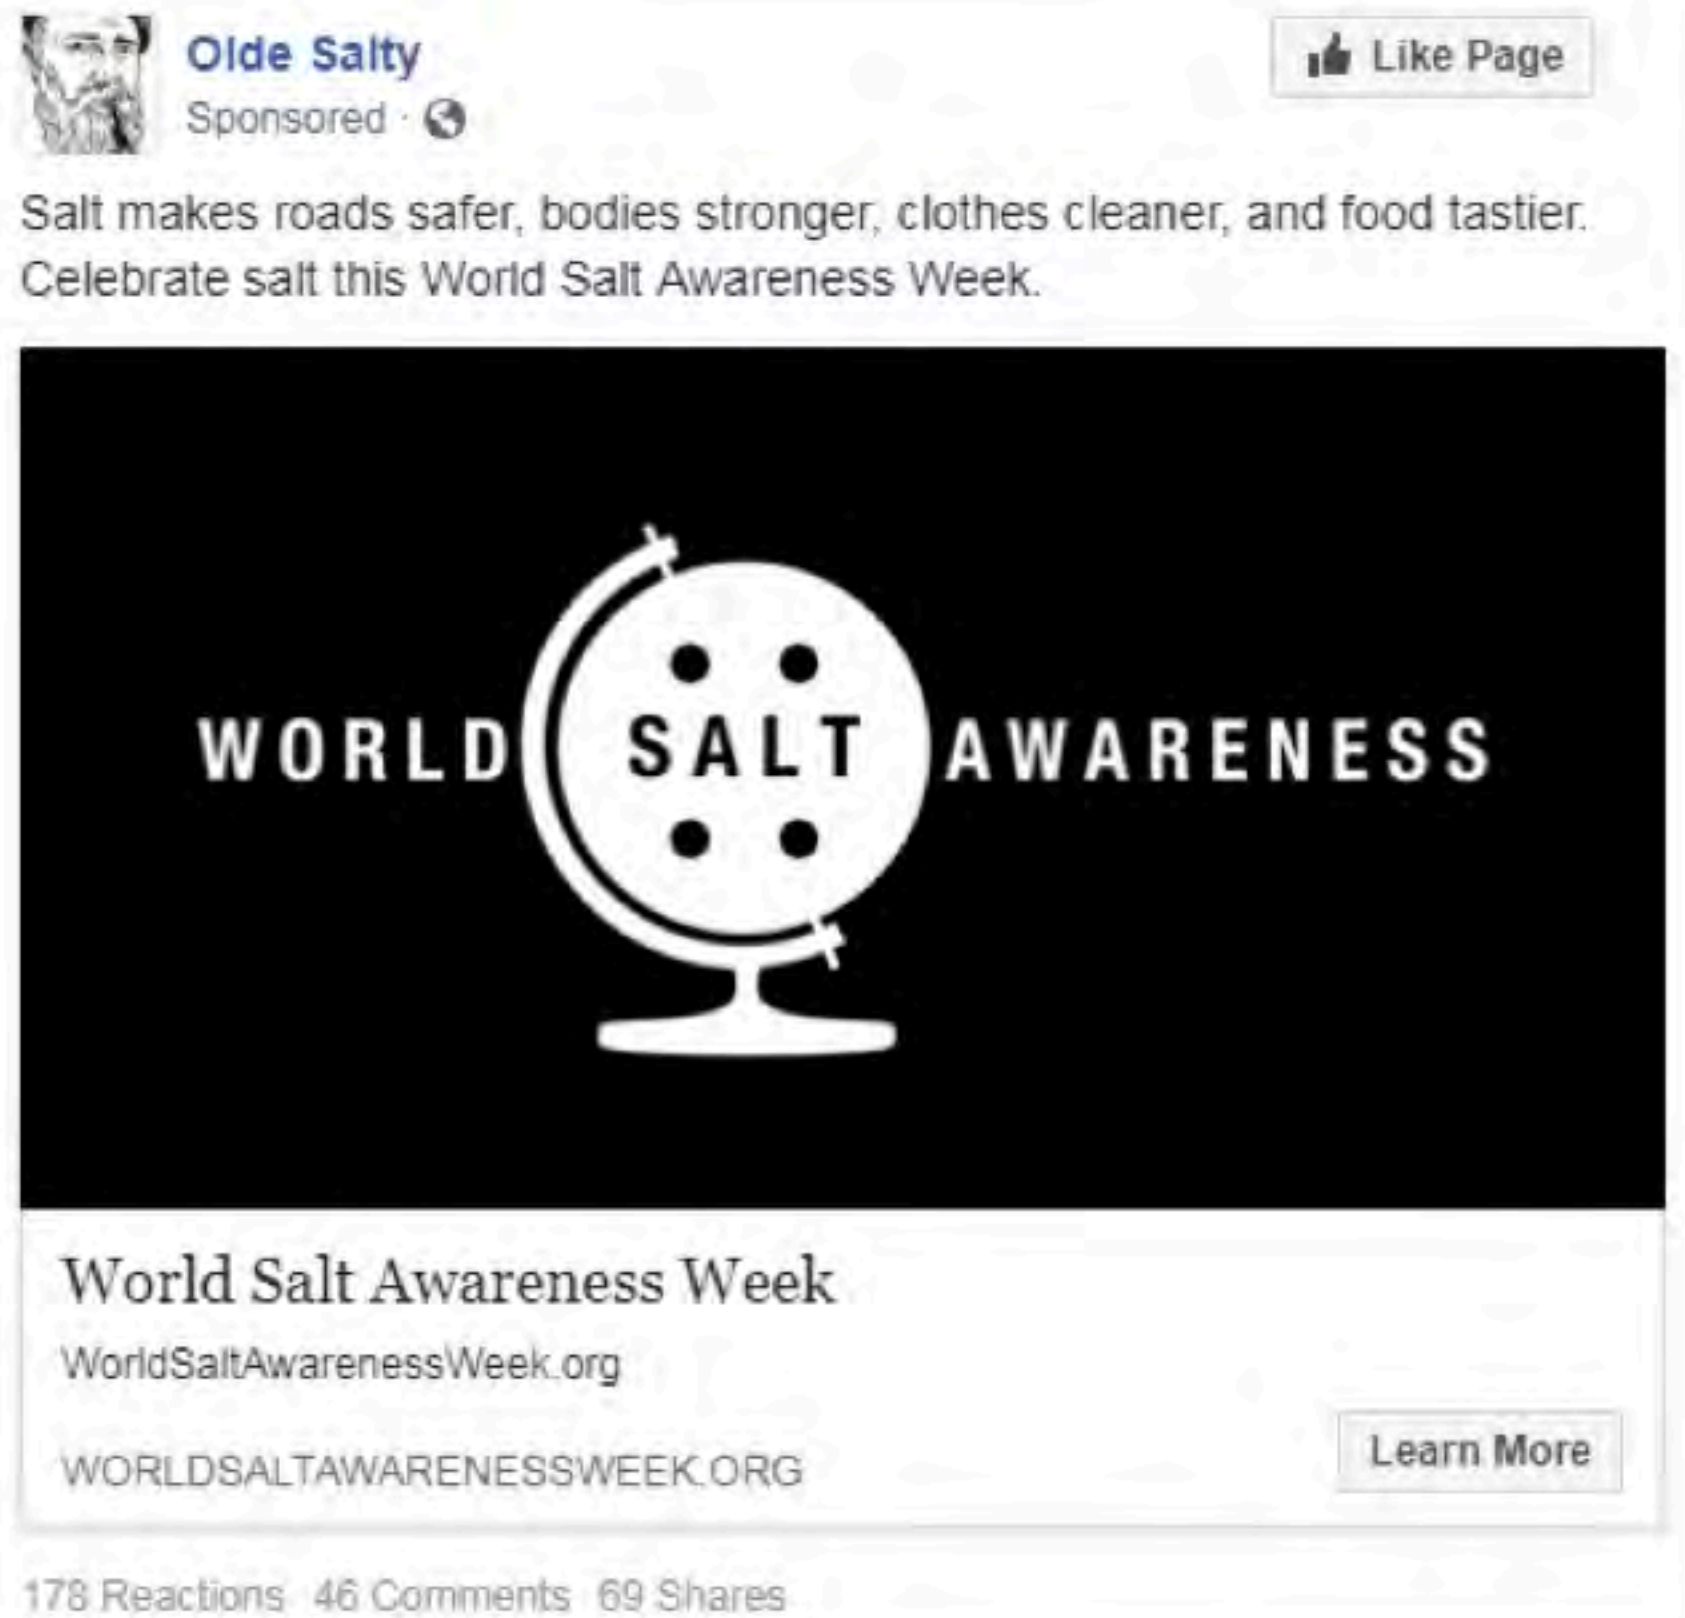 Olde Salty
Like Page
Sponsored ·
Salt makes roads safer, bodies stronger, clothes cleaner, and food tastier.
Celebrate salt this World Salt Awareness Week.
WORLD SALT AWARENESS
World Salt Awareness Week
WorldSaltAwarenessWeek.org
Learn More
WORLDSALTAWARENESSWEEK.ORG
178 Reactions 46 Comments 69 Shares